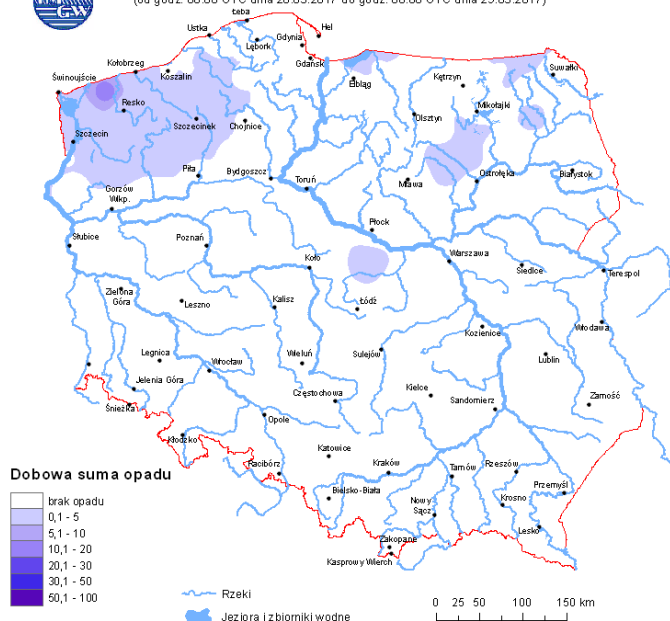 GW
Łeba
Hel
Ustka
Gdynia
Lębork
Gdańsk
Kołobrzeg
Koszalin
Suwałki
Świnoujście
Elbląg
Kętrzyn
Resko
Mikołajki
Szczecinek
Chojnice
Olsztyn
Szczecin
Piła
Bydgoszcz
Ostrołęka
Białystok
Mława
Toruń
Gorzów
Wlkp.
Płock
Słubice
Poznań
Koło
Warszawa
Siedlce
Terespol
Zielona
Góra
Leszno
Kalisz
Łódź
Kozienice
Włodawa
Legnica
Wrocław
Wieluń
Sulejów
Lublin
Jelenia Góra
Częstochowa
Kielce
Sandomierz
Zamość
Śnieżka
Opole
Kłodzko
Katowice
Kraków
Tarnów
Rzeszów
Racibórz
Przemyśl
Bielsko-Biała
Nowy
Sącz
Krosno
Lesko
Zakopane
Kasprowy Wierch
Dobowa suma opadu
brak opadu
0,1 - 5
5,1 - 10
10,1 - 20
20,1 - 30
30,1 - 50
50,1 - 100
Rzeki
Jeziora i zbiorniki wodne
0 25 50 100 150 km